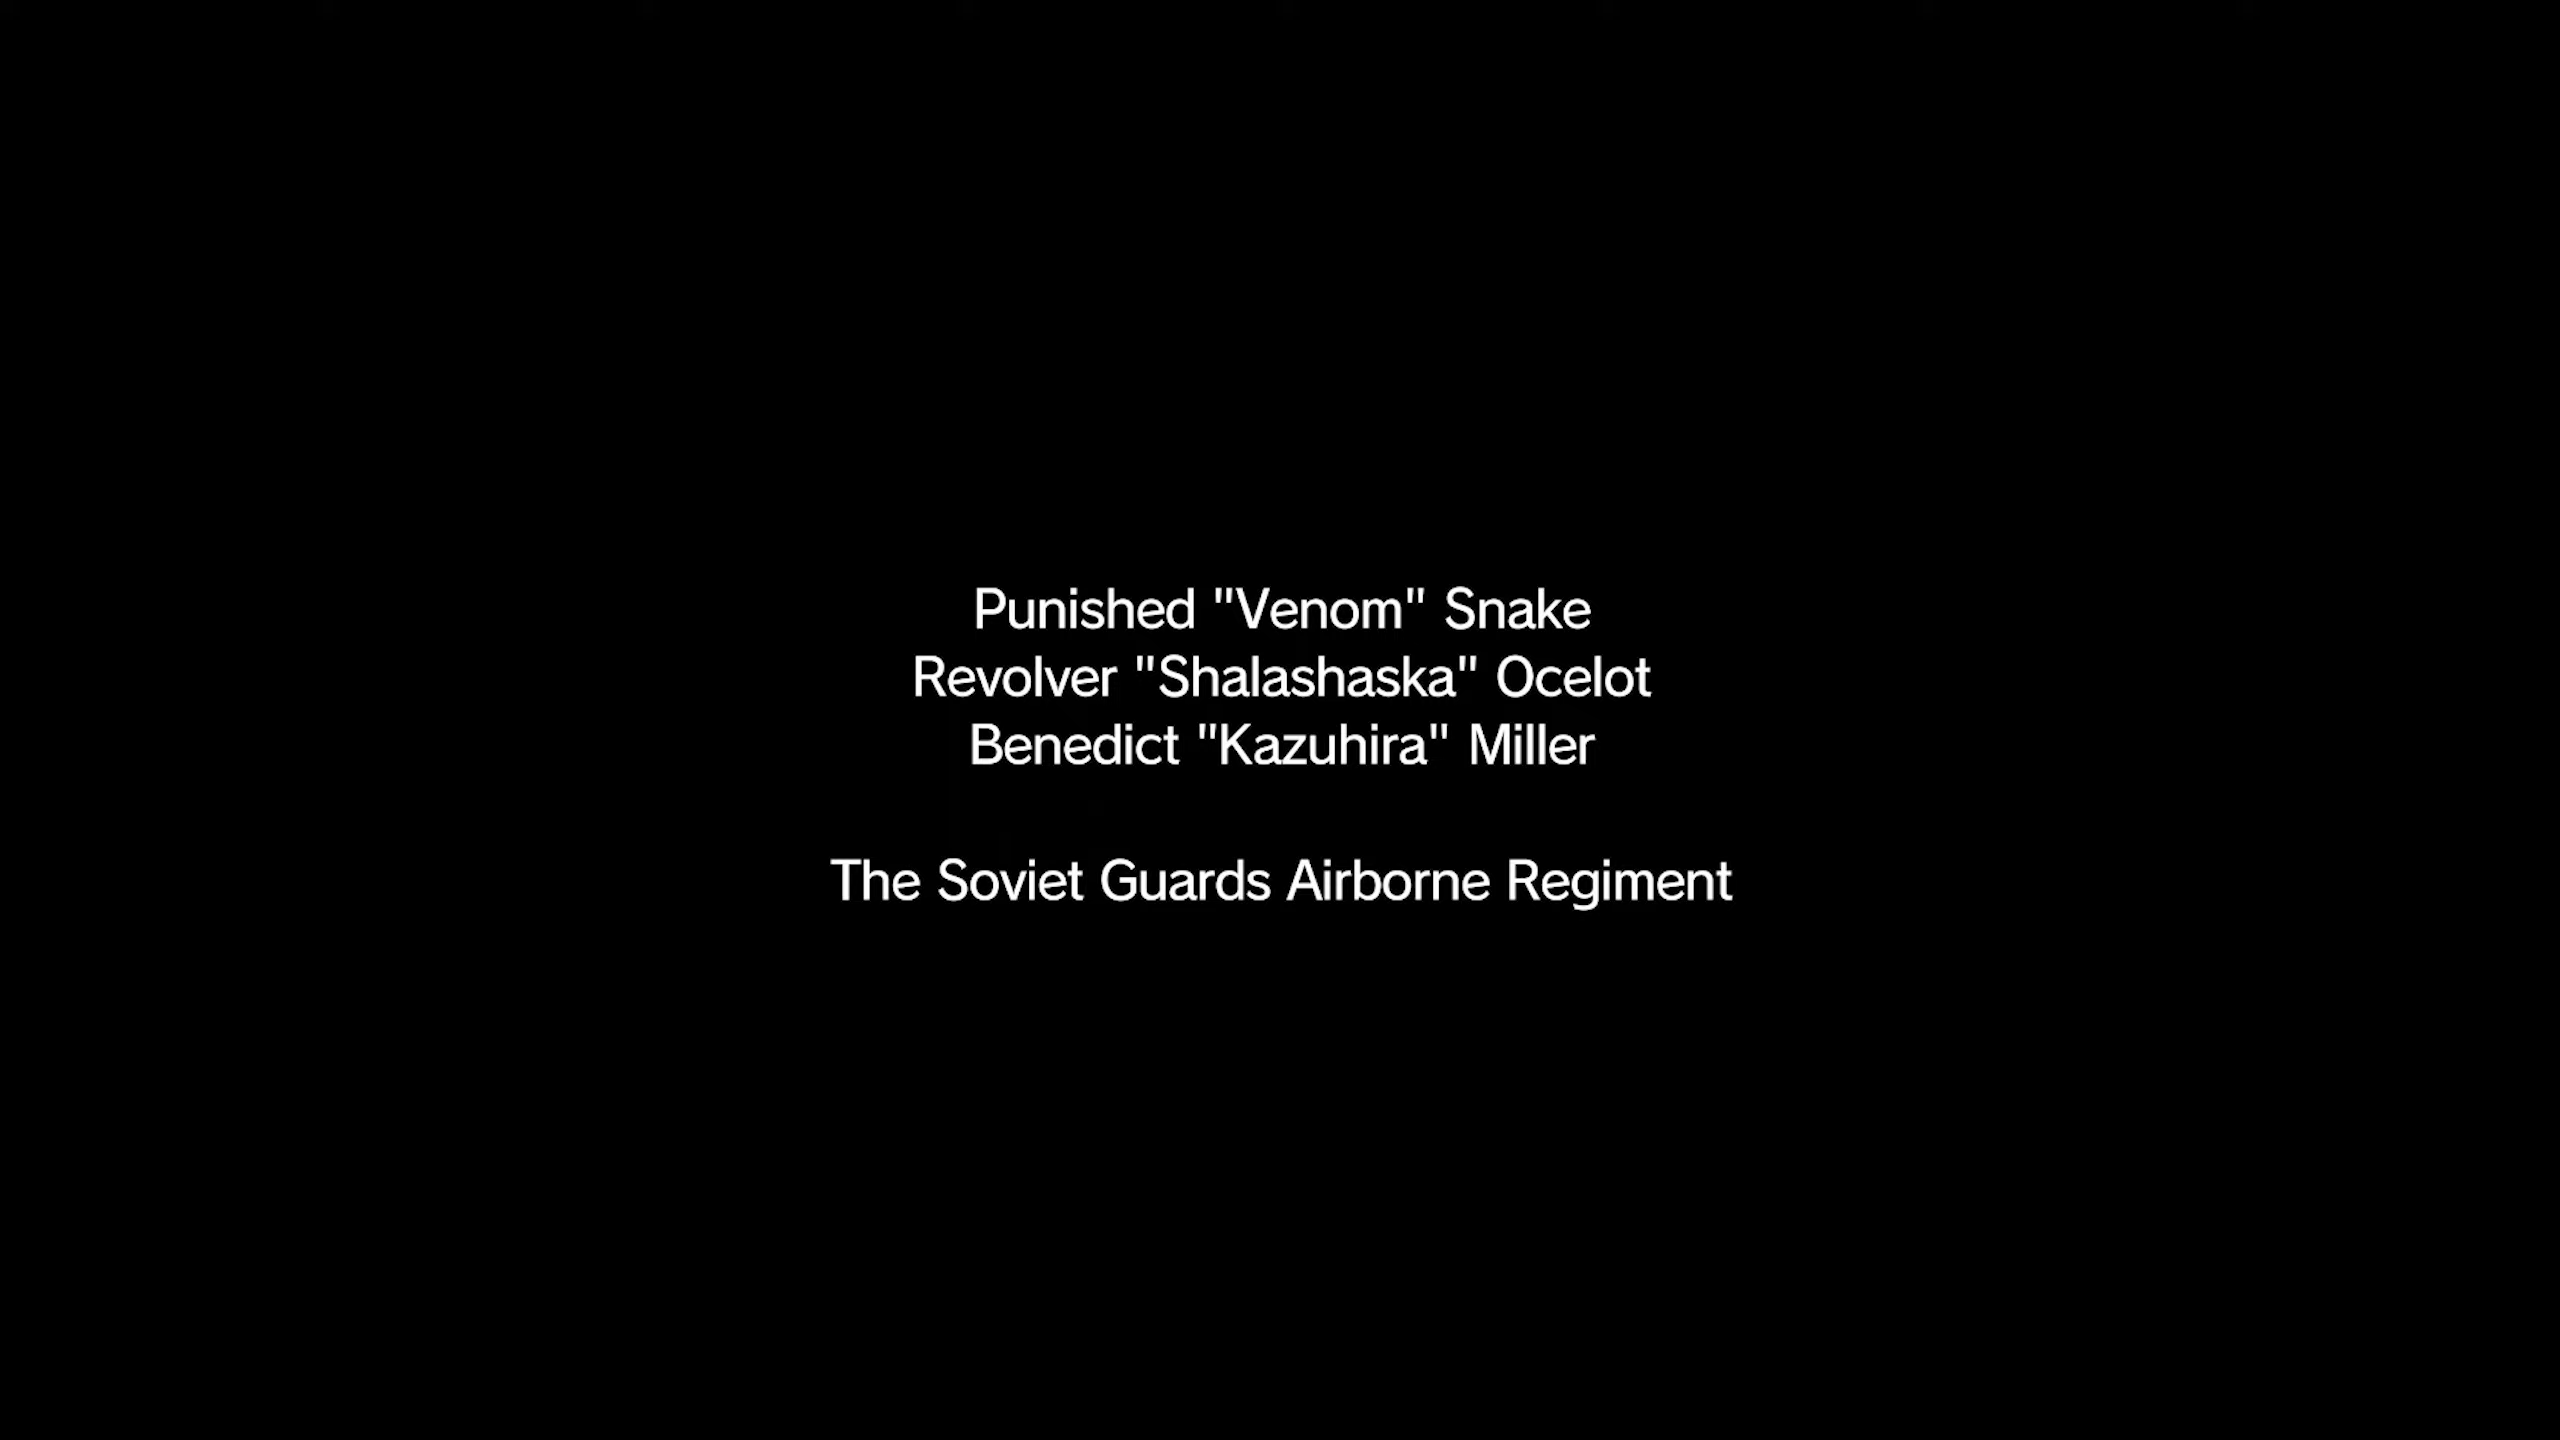 Punished "Venom" Snake
Revolver "Shalashaska" Ocelot
Benedict "Kazuhira" Miller
The Soviet Guards Airborne Regiment